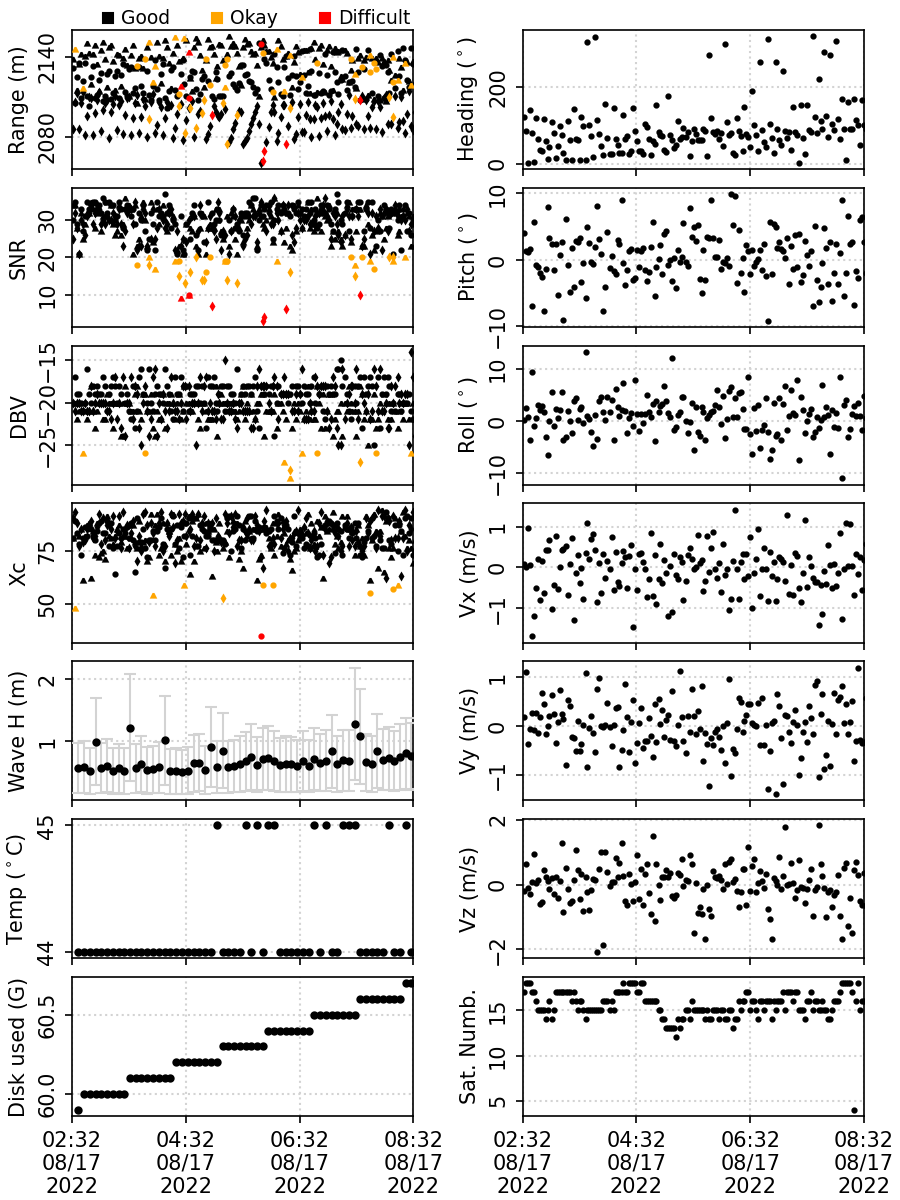 Good Okay Difficult
Range (m)
2140
2080
Heading (°)
200
0
SNR
30
20
10
Pitch (°)
10
0
−10
DBV
−15
−20
−25
Roll (°)
10
0
−10
Xc
75
50
Vx (m/s)
1
0
−1
Wave H (m)
2
1
Vy (m/s)
1
0
−1
Temp (°C)
45
44
Vz (m/s)
2
0
−2
Disk used (G)
60.5
60.0
Sat. Numb.
15
10
5
02:32 04:32 06:32 08:32 02:32 04:32 06:32 08:32
08/17 08/17 08/17 08/17 08/17 08/17 08/17 08/17
2022 2022 2022 2022 2022 2022 2022 2022